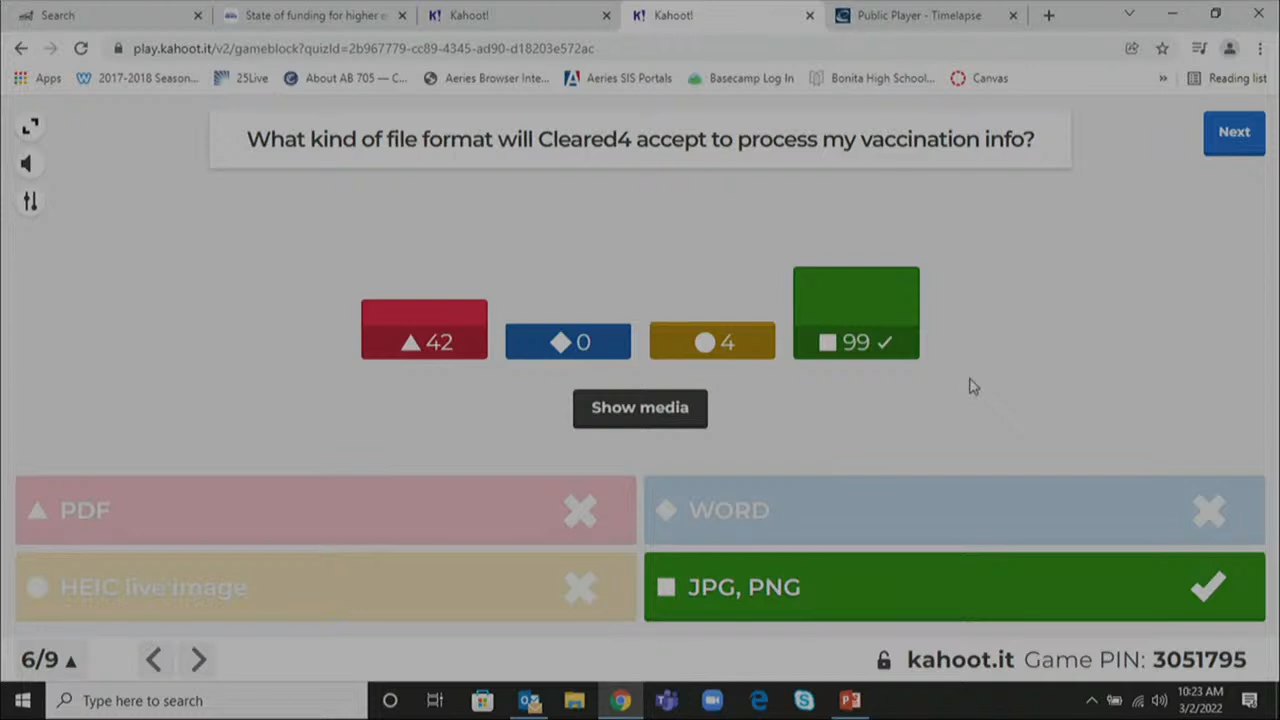 Search
State of funding for higher e
Kahoot!
Kahoot!
Public Player - Timelapse
play.kahoot.it/v2/gameblock?quizId=2b967779-cc89-4345-ad90-d18203e572ac
Apps
2017-2018 Season...
25Live
About AB 705 — C...
Aeries Browser Inte...
Aeries SIS Portals
Basecamp Log In
Bonita High School...
Canvas
»
Reading list
What kind of file format will Cleared4 accept to process my vaccination info?
Next
42
0
4
99
Show media
PDF
WORD
HEIC live image
JPG, PNG
6/9
kahoot.it Game PIN: 3051795
Type here to search
10:23 AM
3/2/2022